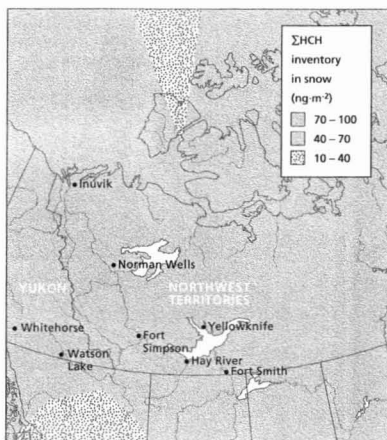 ΣHCH
inventory
in snow
(ng·m⁻²)
70 – 100
40 – 70
10 – 40
Inuvik
Norman Wells
YUKON
NORTHWEST
TERRITORIES
Whitehorse
Fort
Simpson
Yellowknife
Watson
Lake
Hay River
Fort Smith